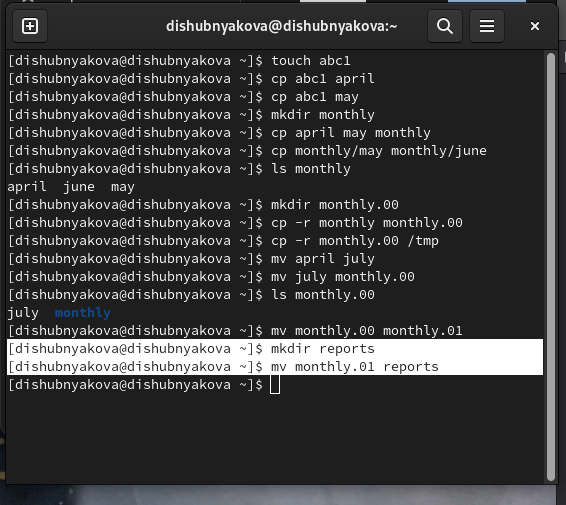 dishubnyakova@dishubnyakova:~
[dishubnyakova@dishubnyakova ~]$ touch abc1
[dishubnyakova@dishubnyakova ~]$ cp abc1 april
[dishubnyakova@dishubnyakova ~]$ cp abc1 may
[dishubnyakova@dishubnyakova ~]$ mkdir monthly
[dishubnyakova@dishubnyakova ~]$ cp april may monthly
[dishubnyakova@dishubnyakova ~]$ cp monthly/may monthly/june
[dishubnyakova@dishubnyakova ~]$ ls monthly
april  june  may
[dishubnyakova@dishubnyakova ~]$ mkdir monthly.00
[dishubnyakova@dishubnyakova ~]$ cp -r monthly monthly.00
[dishubnyakova@dishubnyakova ~]$ cp -r monthly.00 /tmp
[dishubnyakova@dishubnyakova ~]$ mv april july
[dishubnyakova@dishubnyakova ~]$ mv july monthly.00
[dishubnyakova@dishubnyakova ~]$ ls monthly.00
july  monthly
[dishubnyakova@dishubnyakova ~]$ mv monthly.00 monthly.01
[dishubnyakova@dishubnyakova ~]$ mkdir reports
[dishubnyakova@dishubnyakova ~]$ mv monthly.01 reports
[dishubnyakova@dishubnyakova ~]$